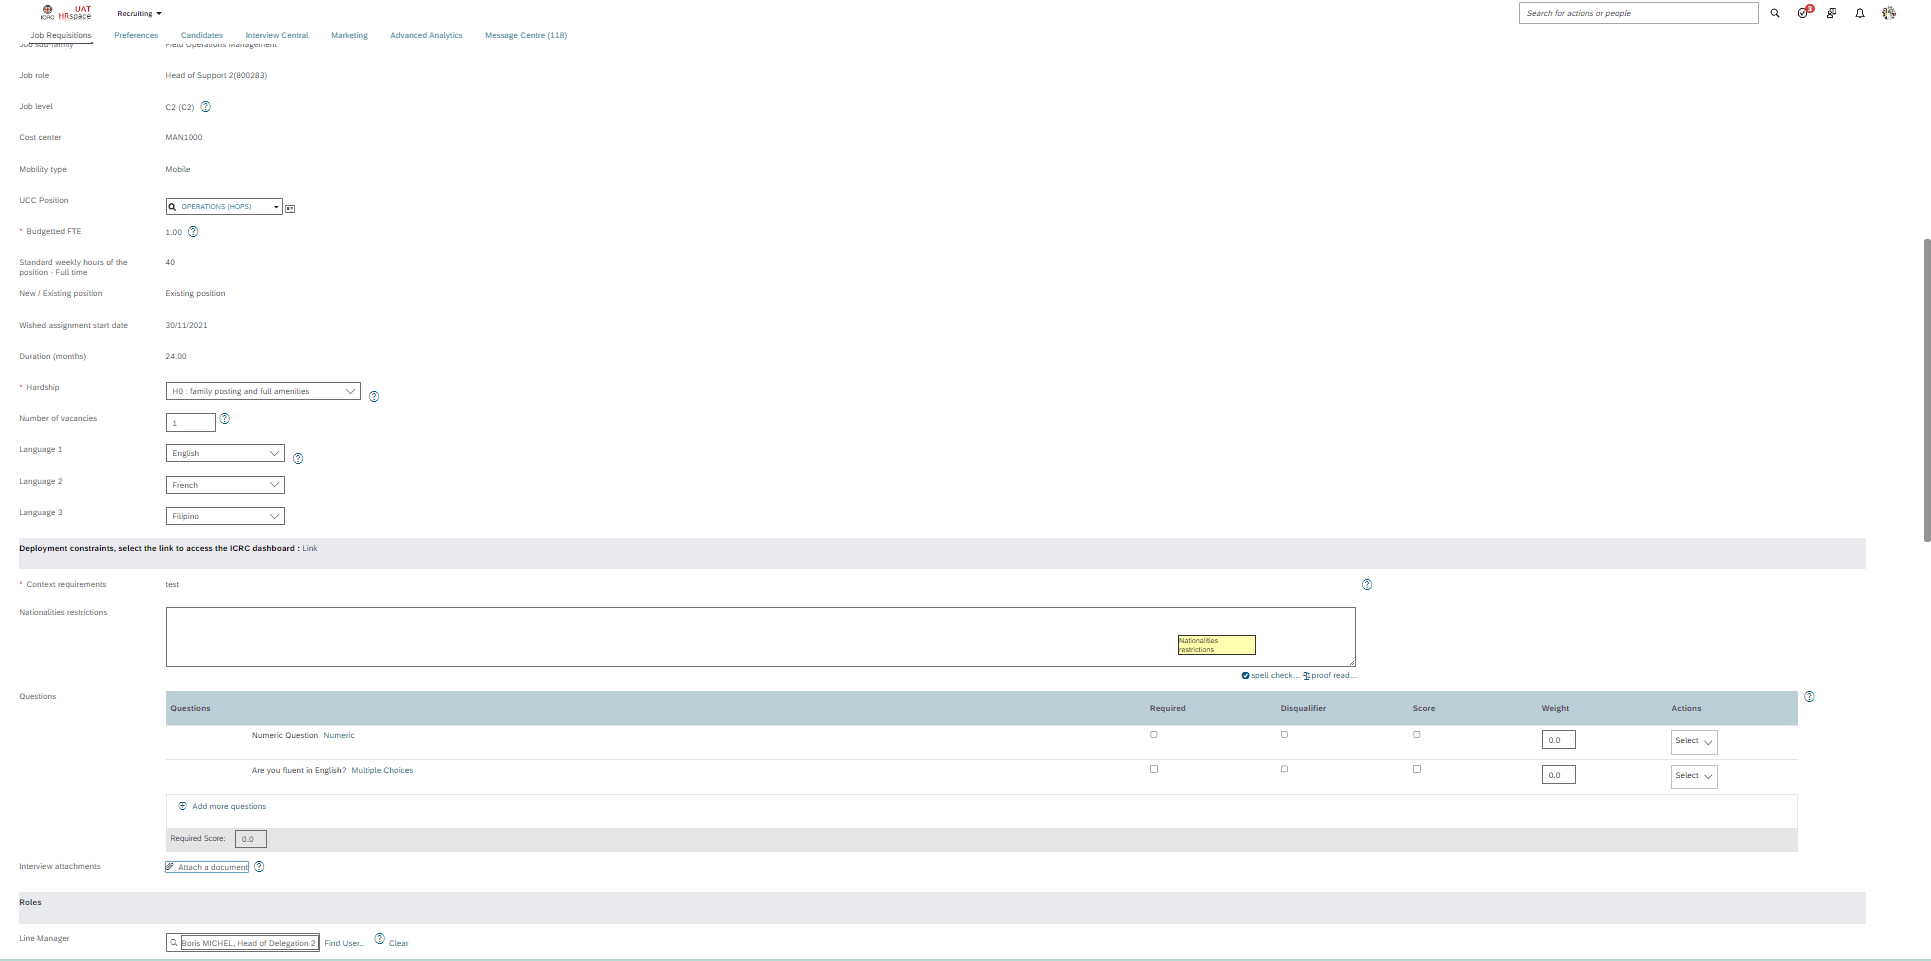 ICRC
UAT
HRspace
Recruiting
Search for actions or people
3
Job Requisitions
Preferences
Candidates
Interview Central
Marketing
Advanced Analytics
Message Centre (118)
Job sub-family
Field Operations Management
Job role
Head of Support 2(800283)
Job level
C2 (C2)
Cost center
MAN1000
Mobility type
Mobile
UCC Position
OPERATIONS (HOPS)
* Budgetted FTE
1.00
Standard weekly hours of the
position - Full time
40
New / Existing position
Existing position
Wished assignment start date
30/11/2021
Duration (months)
24.00
* Hardship
H0 : family posting and full amenities
Number of vacancies
1
Language 1
English
Language 2
French
Language 3
Filipino
Deployment constraints, select the link to access the ICRC dashboard : Link
* Context requirements
test
Nationalities restrictions
Nationalities
restrictions
spell check... proof read...
Questions
Questions
Required
Disqualifier
Score
Weight
Actions
Numeric Question Numeric
0.0
Select
Are you fluent in English? Multiple Choices
0.0
Select
Add more questions
Required Score:
0.0
Interview attachments
Attach a document
Roles
Line Manager
Boris MICHEL, Head of Delegation 2
Find User..
Clear